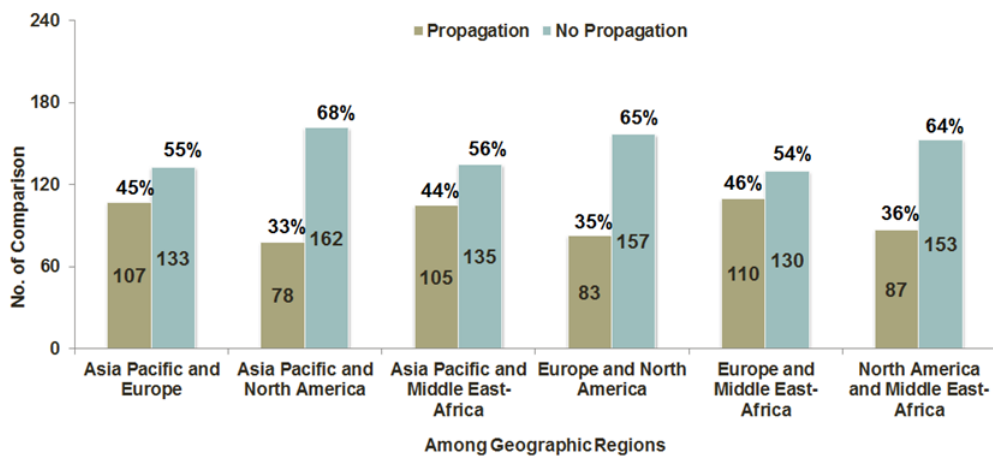 240
Propagation No Propagation
180
68%
65%
64%
55%
56%
54%
No. of Comparison
120
45%
44%
46%
33%
35%
36%
107 133
78 162
105 135
83 157
110 130
87 153
60
0
Asia Pacific and Europe
Asia Pacific and North America
Asia Pacific and Middle East-
Africa
Europe and North America
Europe and Middle East-
Africa
North America and Middle East-
Africa
Among Geographic Regions